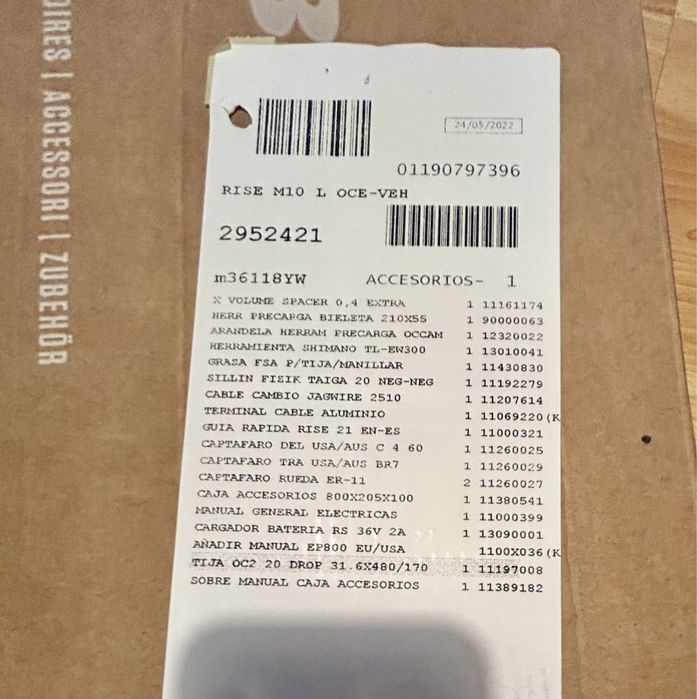 OIRES | ACCESSORI | ZUBEHÖR
24/05/2022
01190797396
RISE M10 L OCE-VEH
2952421
m36118YW ACCESORIOS- 1
X VOLUME SPACER 0,4 EXTRA 1 11161174
HERR PRECARGA BIELETA 210X55 1 90000063
ARANDELA HERRAM PRECARGA OCCAM 1 12320022
HERRAMIENTA SHIMANO TL-EW300 1 13010041
GRASA FSA P/TIJA/MANILLAR 1 11430830
SILLIN FIZIK TAIGA 20 NEG-NEG 1 11192279
CABLE CAMBIO JAGWIRE 2510 1 11207614
TERMINAL CABLE ALUMINIO 1 11069220(K
GUIA RAPIDA RISE 21 EN-ES 1 11000321
CAPTAFARO DEL USA/AUS C 4 60 1 11260025
CAPTAFARO TRA USA/AUS BR7 1 11260029
CAPTAFARO RUEDA ER-11 2 11260027
CAJA ACCESORIOS 800X205X100 1 11380541
MANUAL GENERAL ELECTRICAS 1 11000399
CARGADOR BATERIA RS 36V 2A 1 13090001
AÑADIR MANUAL EP800 EU/USA 1100X036(K
TIJA OC2 20 DROP 31.6X480/170 1 11197008
SOBRE MANUAL CAJA ACCESORIOS 1 11389182